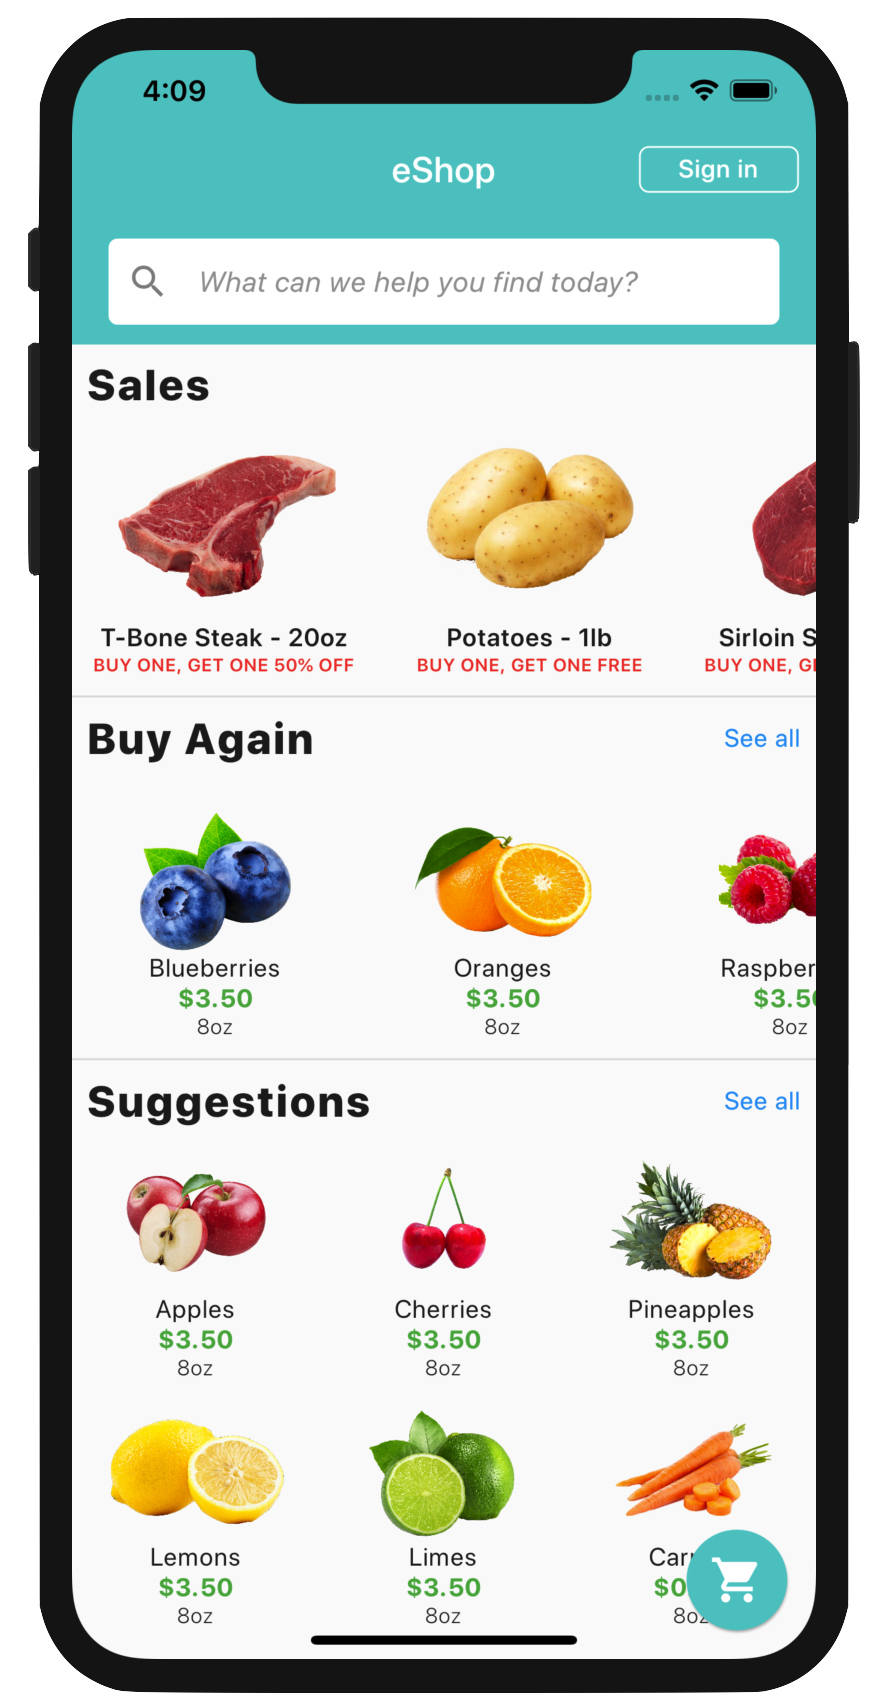 4:09
eShop
Sign in
What can we help you find today?
Sales
T-Bone Steak - 20oz
BUY ONE, GET ONE 50% OFF
Potatoes - 1lb
BUY ONE, GET ONE FREE
Sirloin S
BUY ONE, G
Buy Again
See all
Blueberries
$3.50
8oz
Oranges
$3.50
8oz
Raspber
$3.5
8oz
Suggestions
See all
Apples
$3.50
8oz
Cherries
$3.50
8oz
Pineapples
$3.50
8oz
Lemons
$3.50
8oz
Limes
$3.50
8oz
Car
$0
8oz